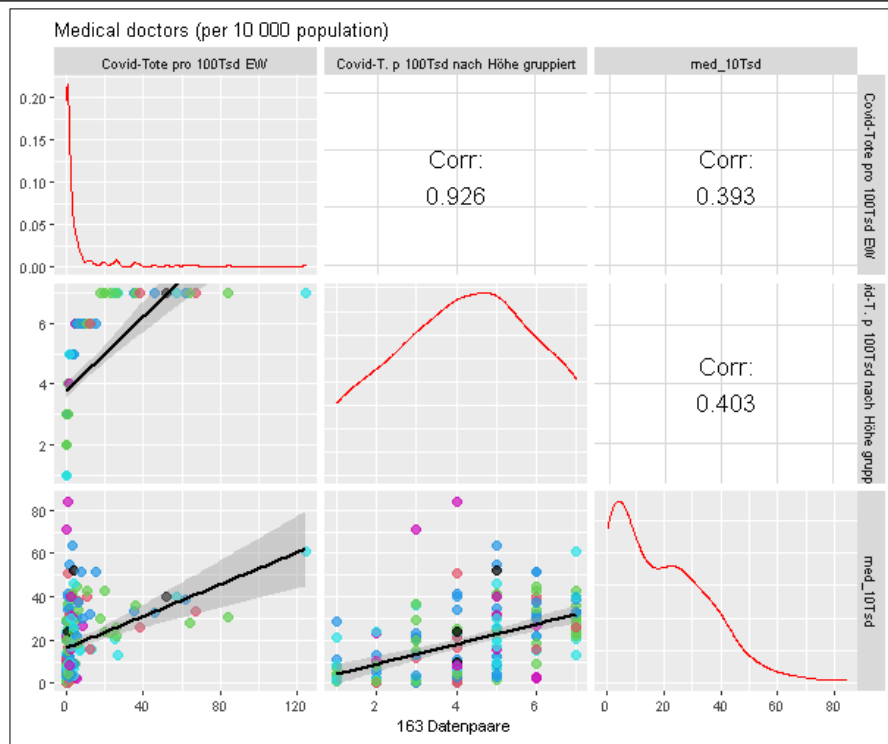 Medical doctors (per 10 000 population)
Covid-Tote pro 100Tsd EW
Covid-T. p 100Tsd nach Höhe gruppiert
med_10Tsd
0.20
0.15
0.10
0.05
0.00
Corr:
0.926
Corr:
0.393
Covid-Tote pro 100Tsd EW
6
4
2
Corr:
0.403
p 100Tsd nach Höhe grupp
80
60
40
20
0
med_10Tsd
0 40 80 120
2 4 6
0 20 40 60 80
163 Datenpaare